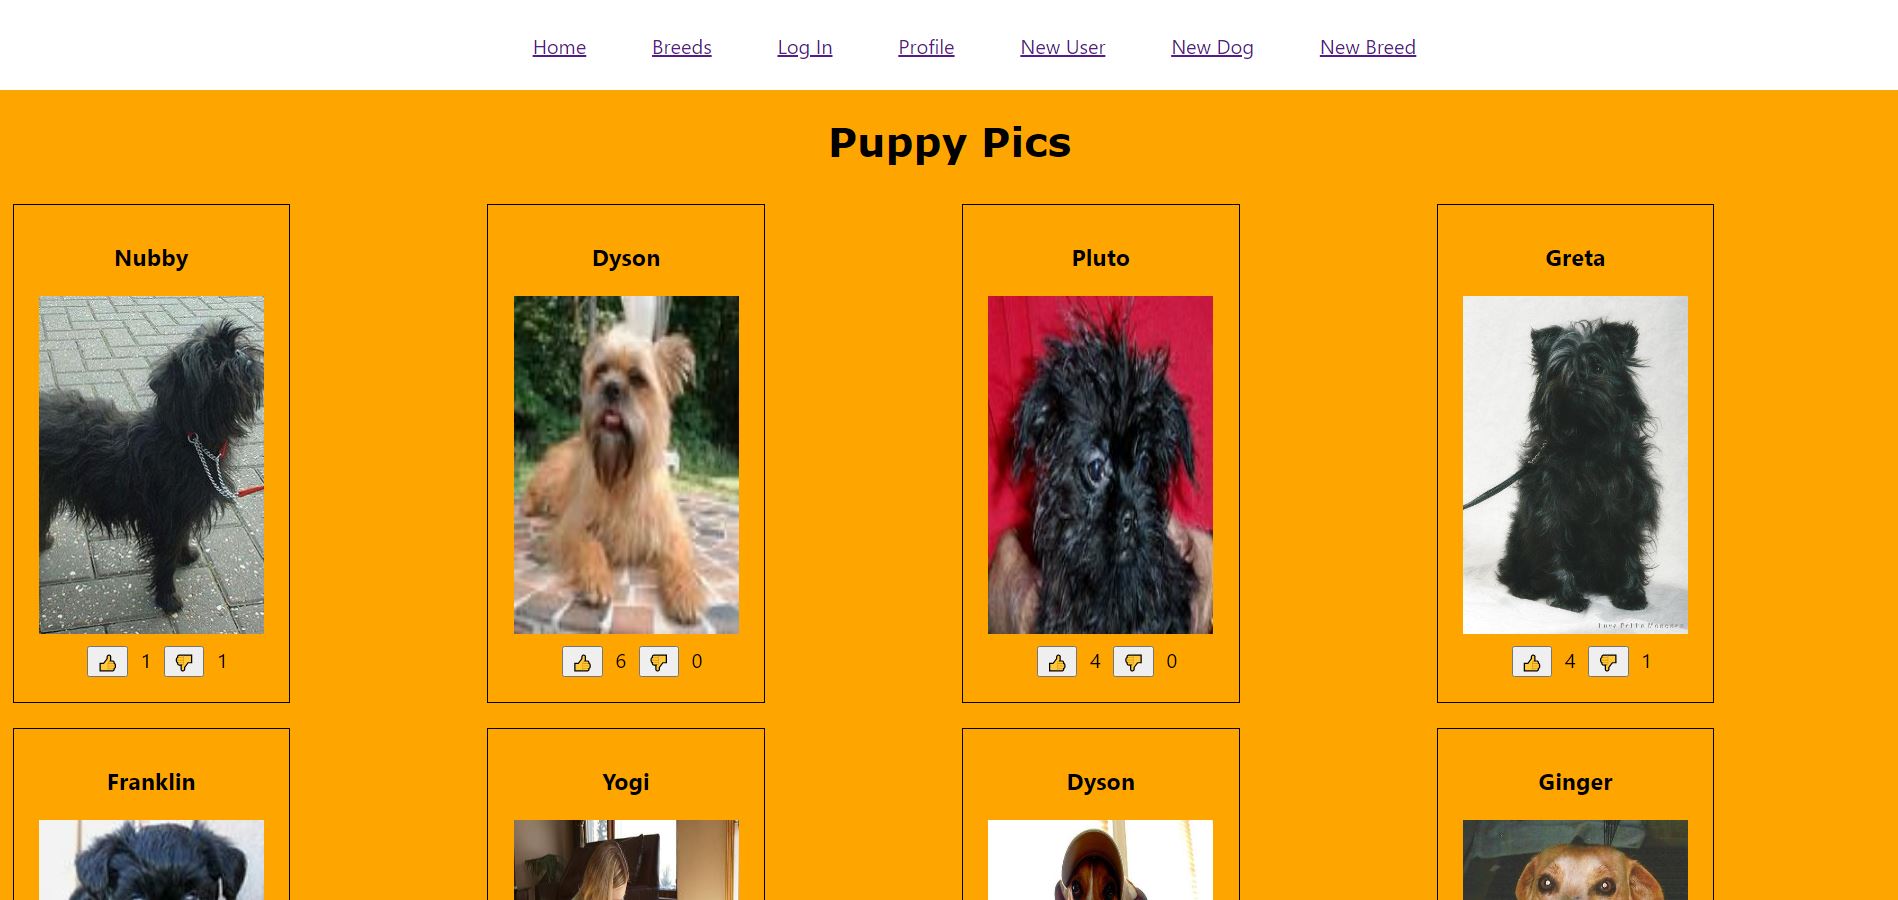 Home Breeds Log In Profile New User New Dog New Breed
Puppy Pics
Nubby Dyson Pluto Greta
1 1 6 0 4 0 4 1
Franklin Yogi Dyson Ginger